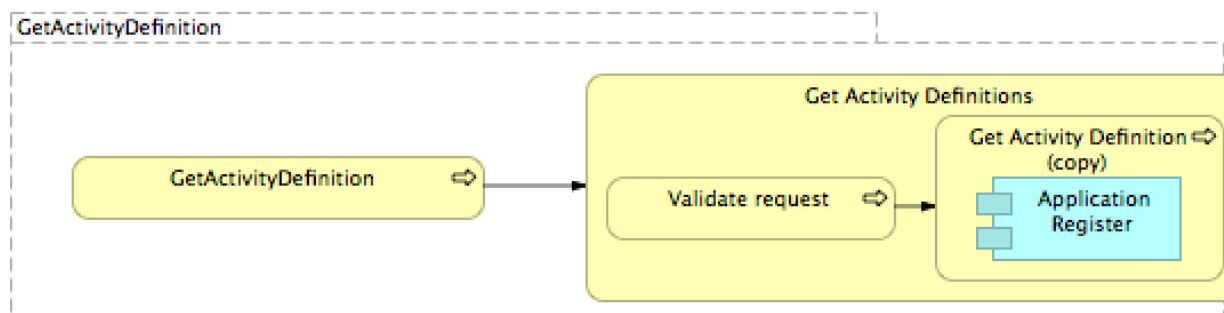 GetActivityDefinition
Get Activity Definitions
GetActivityDefinition
Validate request
Get Activity Definition
(copy)
Application
Register